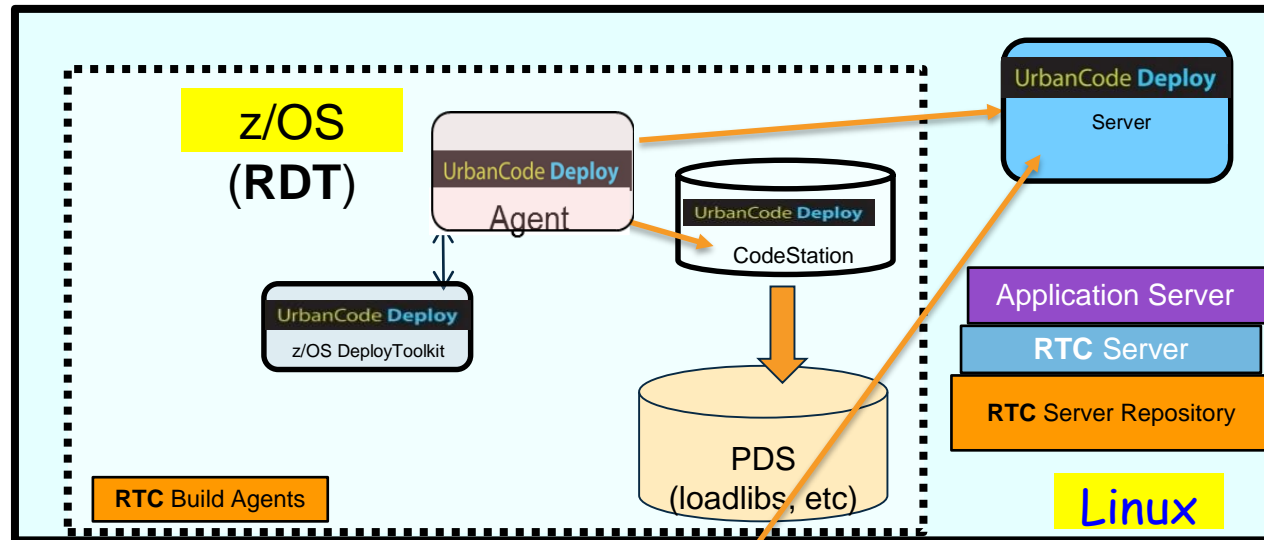 z/OS
(RDT)
UrbanCode Deploy
Agent
UrbanCode Deploy
z/OS DeployToolkit
UrbanCode Deploy
CodeStation
PDS
(loadlibs, etc)
RTC Build Agents
UrbanCode Deploy
Server
Application Server
RTC Server
RTC Server Repository
Linux